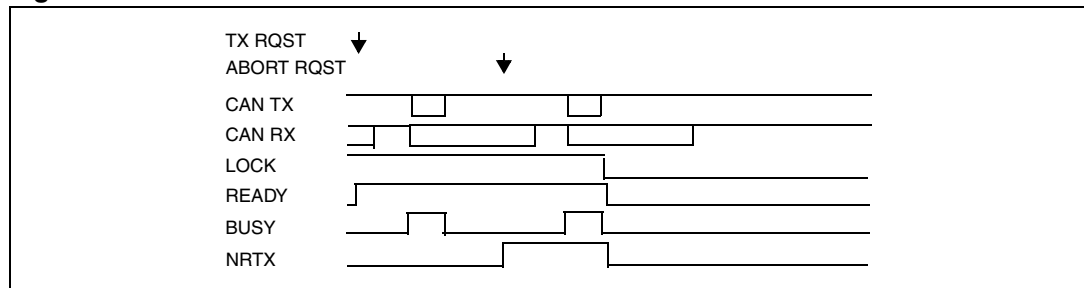 TX RQST
ABORT RQST
CAN TX
CAN RX
LOCK
READY
BUSY
NRTX